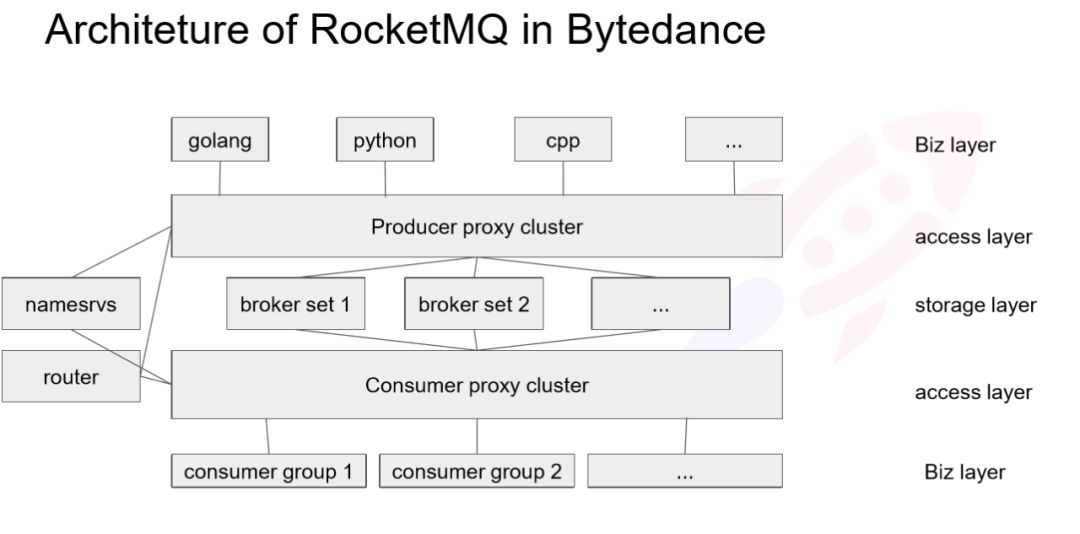 Architeture of RocketMQ in Bytedance
golang
python
cpp
...
Biz layer
Producer proxy cluster
access layer
namesrvs
broker set 1
broker set 2
...
storage layer
router
Consumer proxy cluster
access layer
consumer group 1
consumer group 2
...
Biz layer